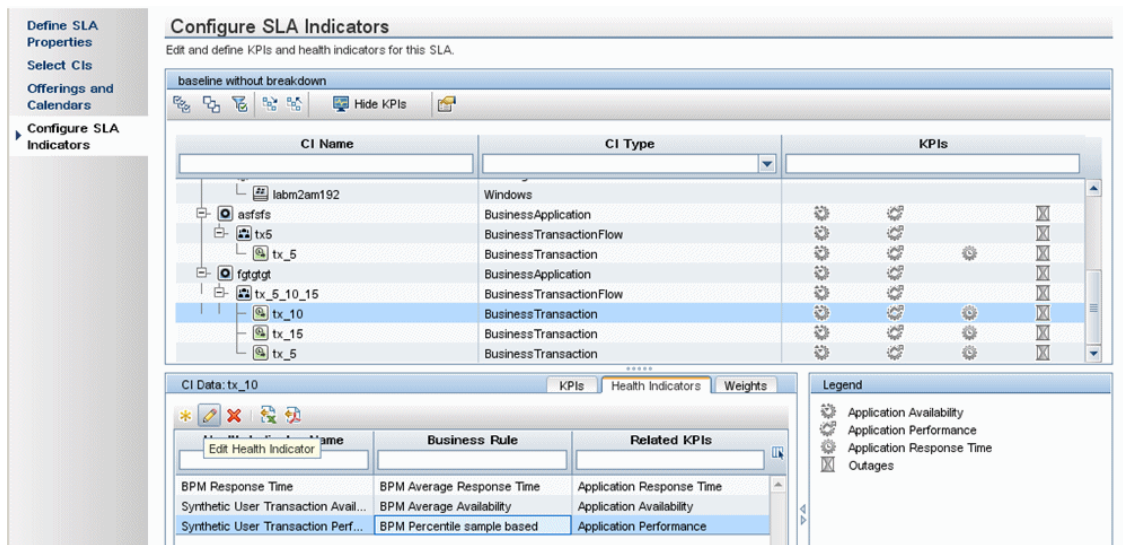 Define SLA
Properties
Select CIs
Offerings and
Calendars
Configure SLA
Indicators
Configure SLA Indicators
Edit and define KPIs and health indicators for this SLA.
baseline without breakdown
Hide KPIs
CI Name CI Type KPIs
labm2am192 Windows
asfsfs BusinessApplication
tx5 BusinessTransactionFlow
tx_5 BusinessTransaction
fgtgtgt BusinessApplication
tx_5_10_15 BusinessTransactionFlow
tx_10 BusinessTransaction
tx_15 BusinessTransaction
tx_5 BusinessTransaction
CI Data: tx_10 KPIs Health Indicators Weights
Name Business Rule Related KPIs
Edit Health Indicator
BPM Response Time BPM Average Response Time Application Response Time
Synthetic User Transaction Avail... BPM Average Availability Application Availability
Synthetic User Transaction Perf... BPM Percentile sample based Application Performance
Legend
Application Availability
Application Performance
Application Response Time
Outages